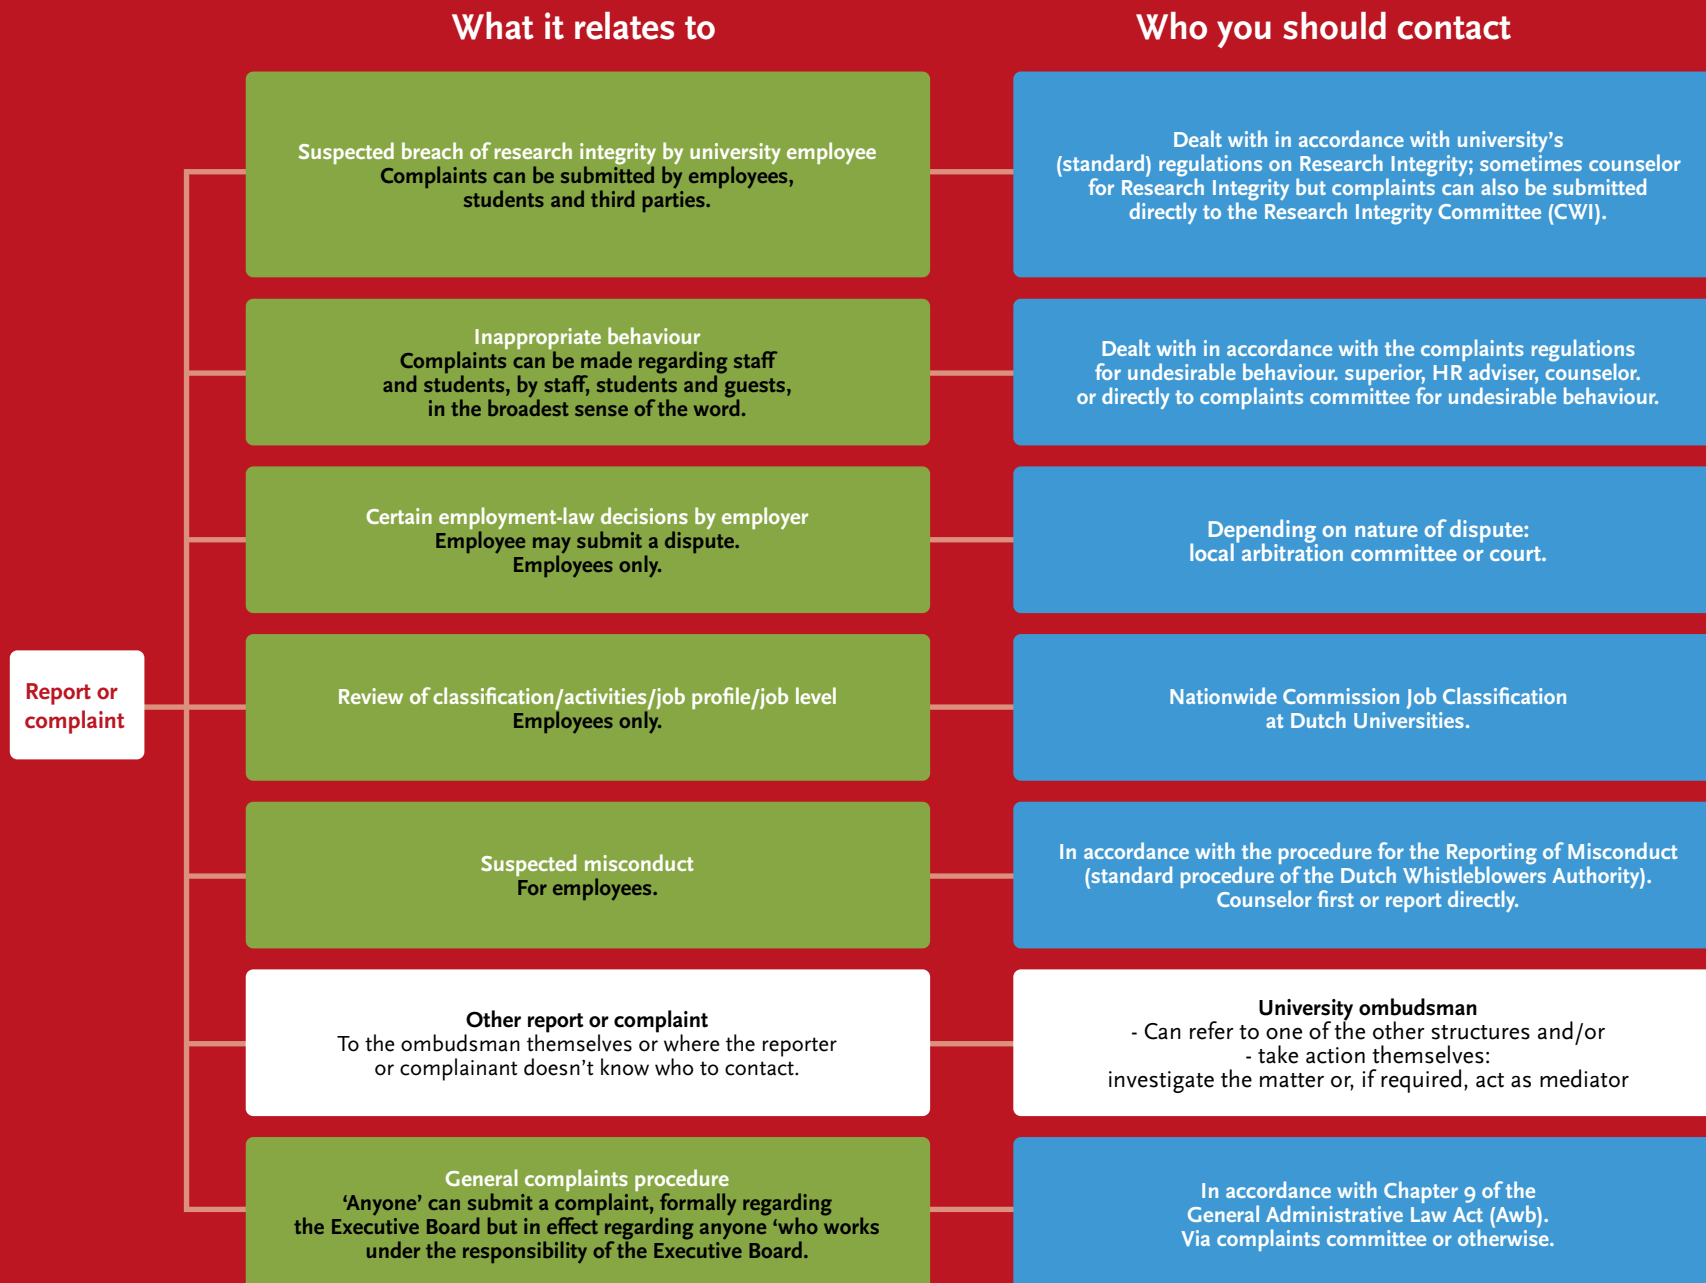 What it relates to
Who you should contact
Report or
complaint
Suspected breach of research integrity by university employee
Complaints can be submitted by employees,
students and third parties.
Dealt with in accordance with university’s
(standard) regulations on Research Integrity; sometimes counselor
for Research Integrity but complaints can also be submitted
directly to the Research Integrity Committee (CWI).
Inappropriate behaviour
Complaints can be made regarding staff
and students, by staff, students and guests,
in the broadest sense of the word.
Dealt with in accordance with the complaints regulations
for undesirable behaviour. superior, HR adviser, counselor.
or directly to complaints committee for undesirable behaviour.
Certain employment-law decisions by employer
Employee may submit a dispute.
Employees only.
Depending on nature of dispute:
local arbitration committee or court.
Review of classification/activities/job profile/job level
Employees only.
Nationwide Commission Job Classification
at Dutch Universities.
Suspected misconduct
For employees.
In accordance with the procedure for the Reporting of Misconduct
(standard procedure of the Dutch Whistleblowers Authority).
Counselor first or report directly.
Other report or complaint
To the ombudsman themselves or where the reporter
or complainant doesn’t know who to contact.
University ombudsman
- Can refer to one of the other structures and/or
- take action themselves:
investigate the matter or, if required, act as mediator
General complaints procedure
‘Anyone’ can submit a complaint, formally regarding
the Executive Board but in effect regarding anyone ‘who works
under the responsibility of the Executive Board.
In accordance with Chapter 9 of the
General Administrative Law Act (Awb).
Via complaints committee or otherwise.